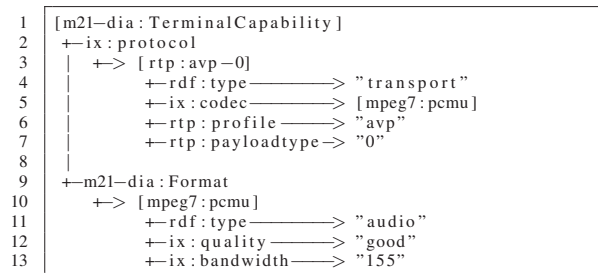 1 [m21-dia:TerminalCapability]
2 +-ix:protocol
3 | +-> [rtp:avp-0]
4 | +-rdf:type--------> "transport"
5 | +-ix:codec--------> [mpeg7:pcmu]
6 | +-rtp:profile-----> "avp"
7 | +-rtp:payloadtype-> "0"
8 |
9 +-m21-dia:Format
10 +-> [mpeg7:pcmu]
11 +-rdf:type--------> "audio"
12 +-ix:quality------> "good"
13 +-ix:bandwidth----> "155"